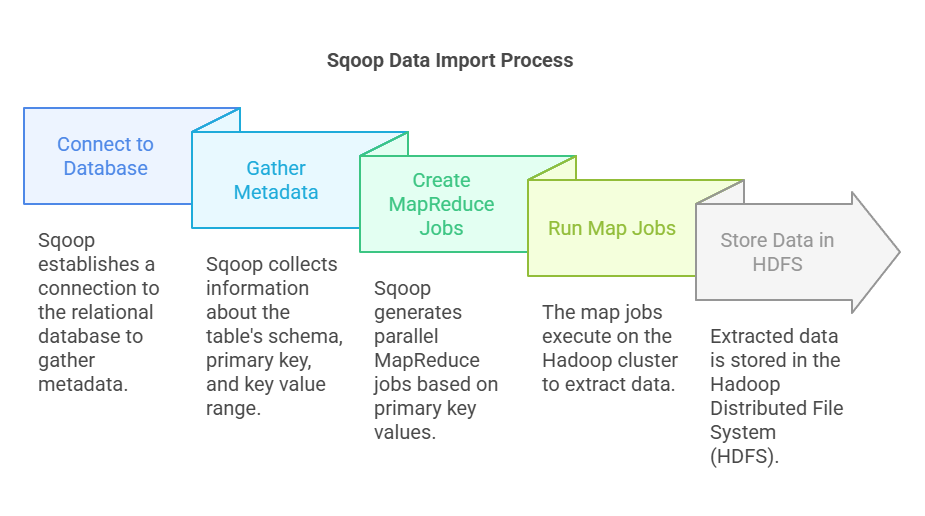 Sqoop Data Import Process
Connect to
Database
Sqoop
establishes a
connection to
the relational
database to
gather
metadata.
Gather
Metadata
Sqoop collects
information
about the
table's schema,
primary key,
and key value
range.
Create
MapReduce
Jobs
Sqoop
generates
parallel
MapReduce
jobs based on
primary key
values.
Run Map Jobs
The map jobs
execute on the
Hadoop cluster
to extract data.
Store Data in
HDFS
Extracted data
is stored in the
Hadoop
Distributed File
System
(HDFS).